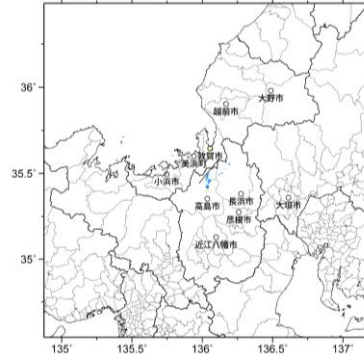 36°
大野市
越前市
敦賀市
美浜町
35.5°
小浜市
高島市
長浜市
大垣市
彦根市
近江八幡市
35°
135° 135.5° 136° 136.5° 137°